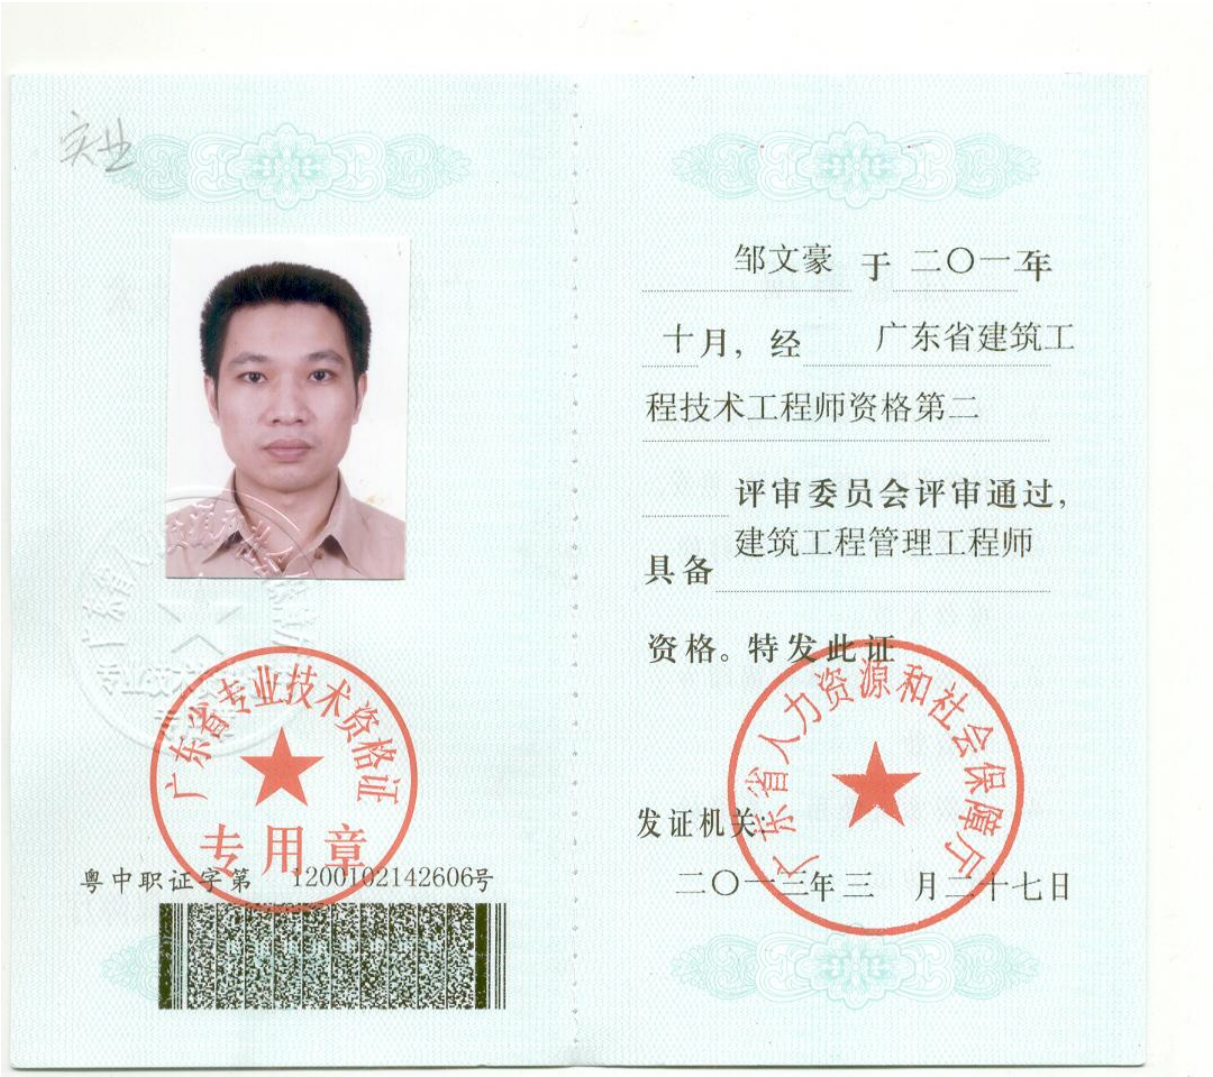 实业
邹文豪 于 二〇一二年
十月，经 广东省建筑工
程技术工程师资格第二
评审委员会评审通过，
具备 建筑工程管理工程师
资格。特发此证
广东省专业技术资格证
专用章
粤中职证字第 1200102142606号
广东省人力资源和社会保障厅
发证机关：
二〇一三年三 月二十七日